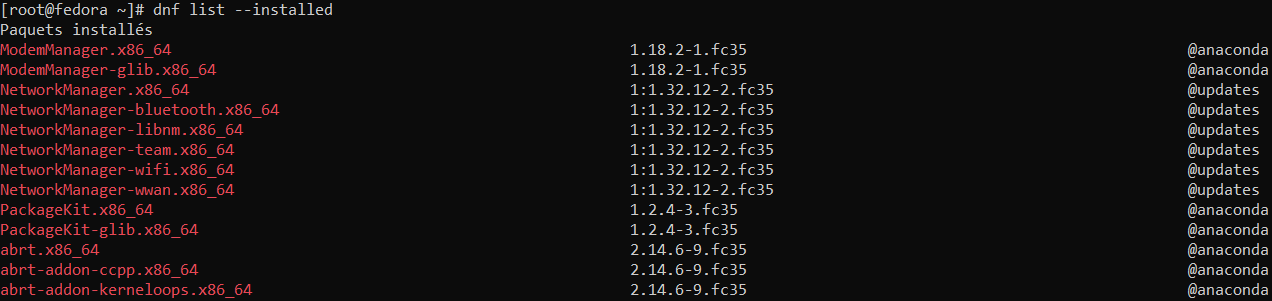 [root@fedora ~]# dnf list --installed
Paquets installés
ModemManager.x86_64 1.18.2-1.fc35 @anaconda
ModemManager-glib.x86_64 1.18.2-1.fc35 @anaconda
NetworkManager.x86_64 1:1.32.12-2.fc35 @updates
NetworkManager-bluetooth.x86_64 1:1.32.12-2.fc35 @updates
NetworkManager-libnm.x86_64 1:1.32.12-2.fc35 @updates
NetworkManager-team.x86_64 1:1.32.12-2.fc35 @updates
NetworkManager-wifi.x86_64 1:1.32.12-2.fc35 @updates
NetworkManager-wwan.x86_64 1:1.32.12-2.fc35 @updates
PackageKit.x86_64 1.2.4-3.fc35 @anaconda
PackageKit-glib.x86_64 1.2.4-3.fc35 @anaconda
abrt.x86_64 2.14.6-9.fc35 @anaconda
abrt-addon-ccpp.x86_64 2.14.6-9.fc35 @anaconda
abrt-addon-kerneloops.x86_64 2.14.6-9.fc35 @anaconda